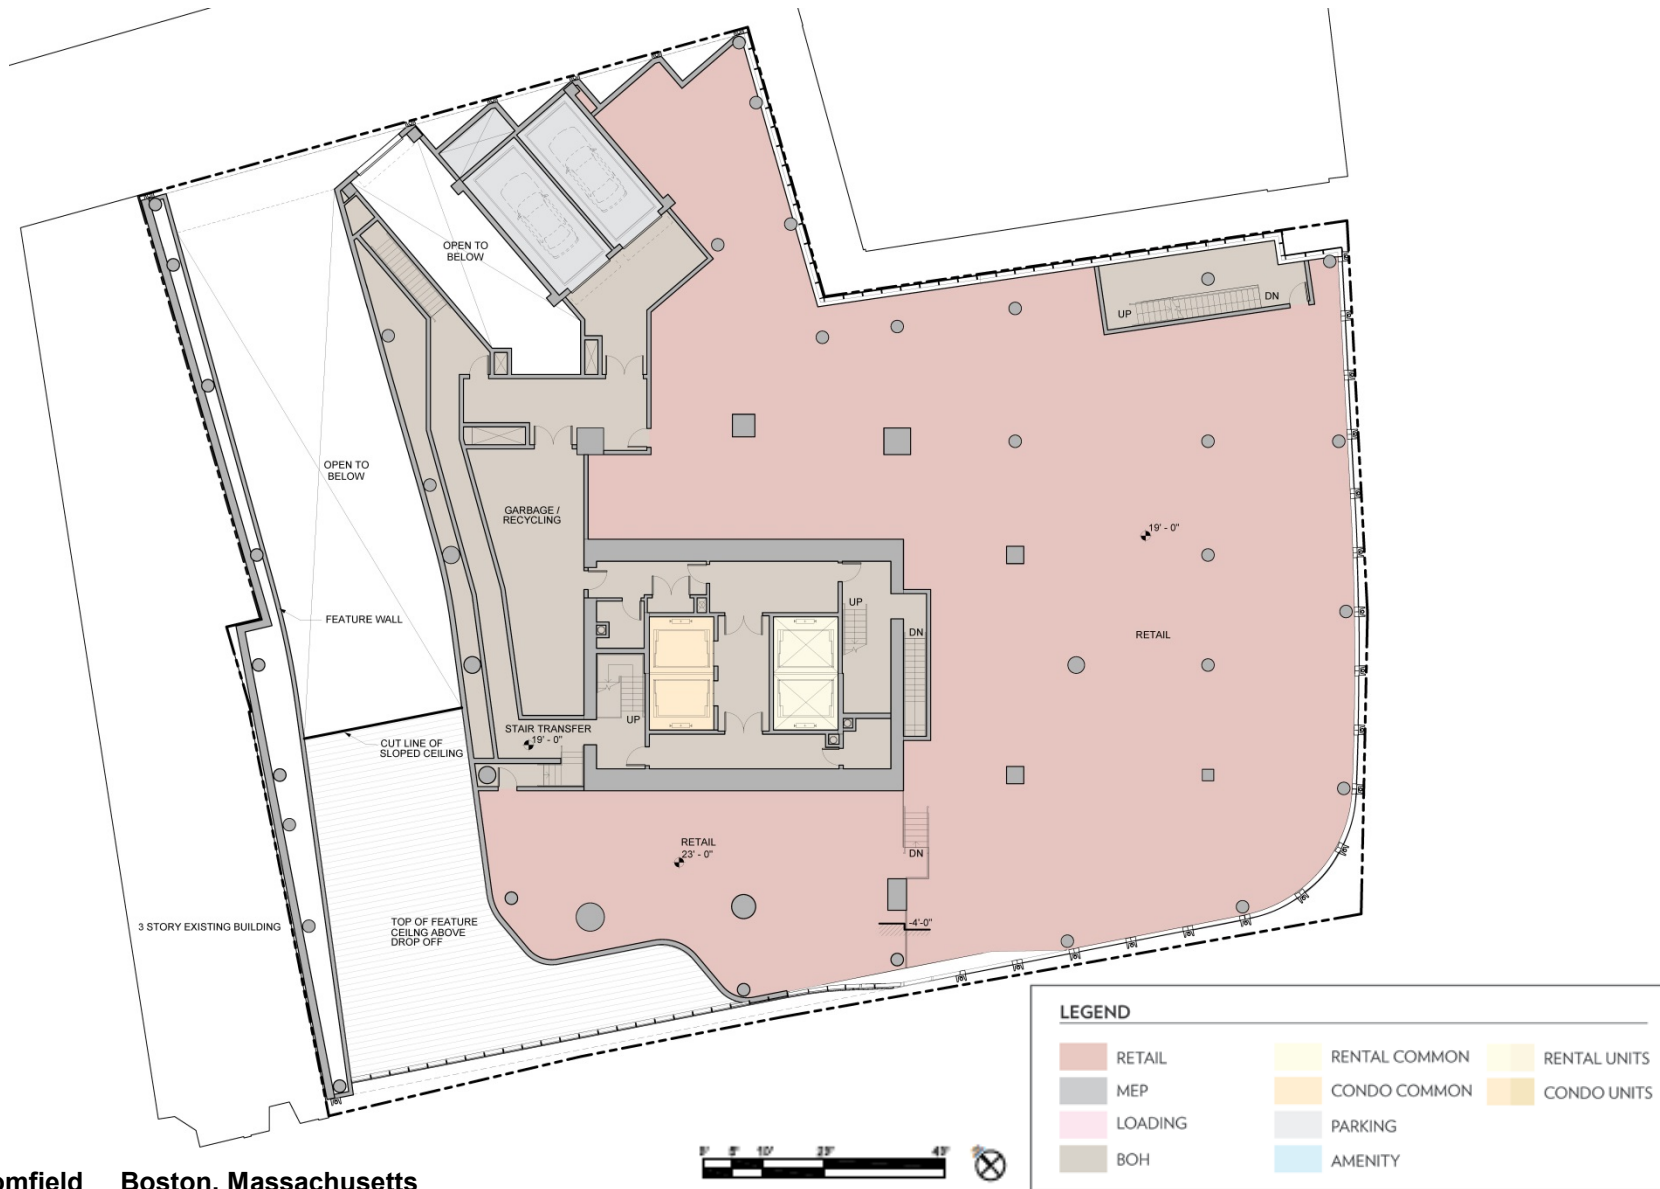 OPEN TO
BELOW
DN
UP
OPEN TO
BELOW
GARBAGE /
RECYCLING
19' - 0"
UP
FEATURE WALL
DN
RETAIL
UP
STAIR TRANSFER
19' - 0"
CUT LINE OF
SLOPED CEILING
RETAIL
23' - 0"
DN
3 STORY EXISTING BUILDING
TOP OF FEATURE
CEILNG ABOVE
DROP OFF
-4'-0"
LEGEND
RETAIL
RENTAL COMMON
RENTAL UNITS
MEP
CONDO COMMON
CONDO UNITS
LOADING
PARKING
BOH
AMENITY
10'
omfield Boston, Massachusetts